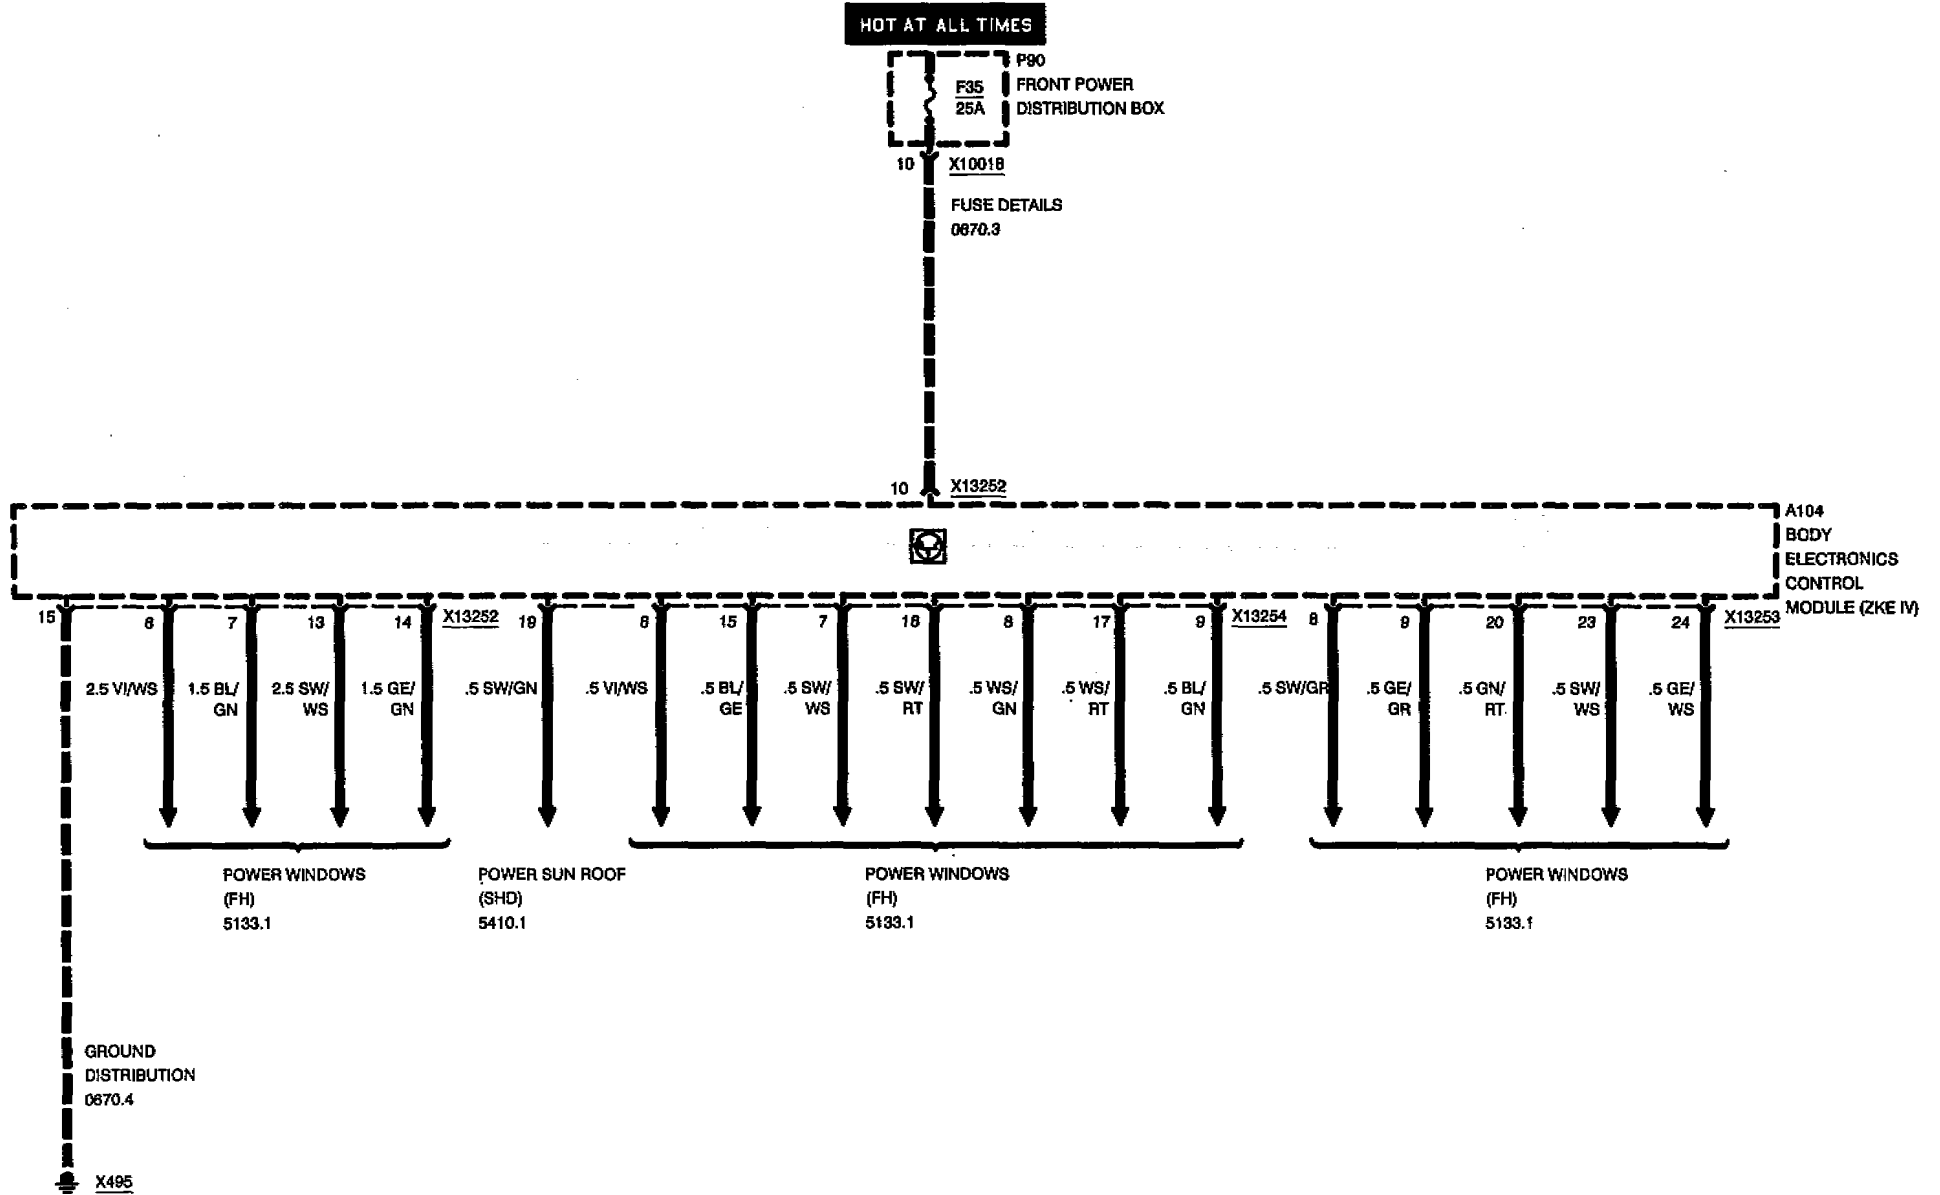 HOT AT ALL TIMES
P90
FRONT POWER
DISTRIBUTION BOX
F35
25A
10
X10018
FUSE DETAILS
0670.3
10
X13252
A104
BODY
ELECTRONICS
CONTROL
MODULE (ZKE IV)
15
6
7
13
14
X13252
19
6
15
7
18
8
17
9
X13254
8
9
20
23
24
X13253
2.5 VI/WS
1.5 BL/
GN
2.5 SW/
WS
1.5 GE/
GN
.5 SW/GN
.5 VI/WS
.5 BL/
GE
.5 SW/
WS
.5 SW/
RT
.5 WS/
GN
.5 WS/
RT
.5 BL/
GN
.5 SW/GR
.5 GE/
GR
.5 GN/
RT
.5 SW/
WS
.5 GE/
WS
POWER WINDOWS
(FH)
5133.1
POWER SUN ROOF
(SHD)
5410.1
POWER WINDOWS
(FH)
5133.1
POWER WINDOWS
(FH)
5133.1
GROUND
DISTRIBUTION
0670.4
X495